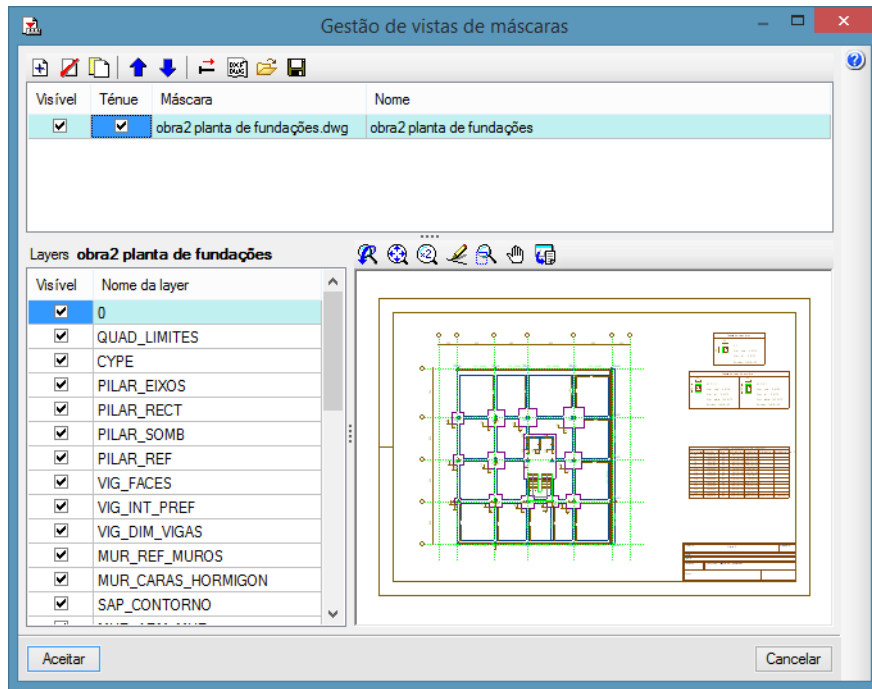 Gestão de vistas de máscaras
Visível Ténue Máscara Nome
obra2 planta de fundações.dwg obra2 planta de fundações
Layers obra2 planta de fundações
Visível Nome da layer
0
QUAD_LIMITES
CYPE
PILAR_EIXOS
PILAR_RECT
PILAR_SOMB
PILAR_REF
VIG_FACES
VIG_INT_PREF
VIG_DIM_VIGAS
MUR_REF_MUROS
MUR_CARAS_HORMIGON
SAP_CONTORNO
Aceitar Cancelar